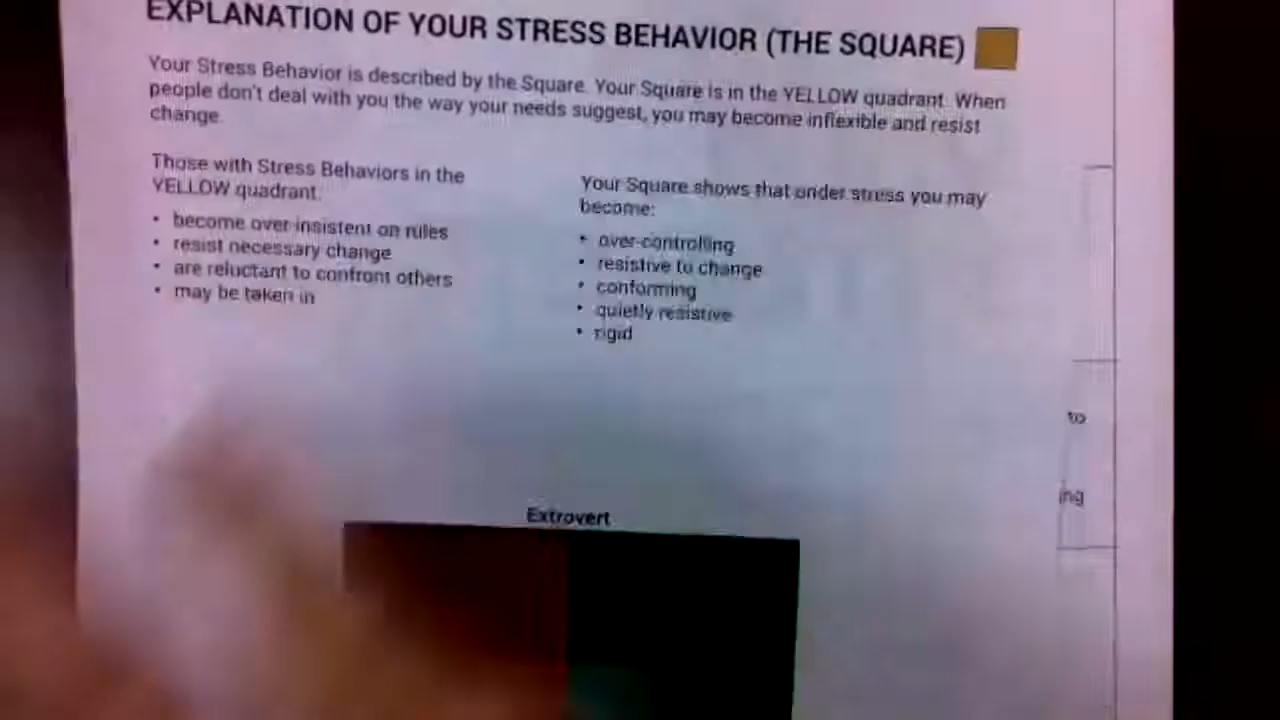 EXPLANATION OF YOUR STRESS BEHAVIOR (THE SQUARE)
Your Stress Behavior is described by the Square. Your Square is in the YELLOW quadrant. When
people don't deal with you the way your needs suggest, you may become inflexible and resist
change.
Those with Stress Behaviors in the
YELLOW quadrant:
• become over-insistent on rules
• resist necessary change
• are reluctant to confront others
• may be taken in
Your Square shows that under stress you may
become:
• over-controlling
• resistive to change
• conforming
• quietly resistive
• rigid
to
ing
Extrovert